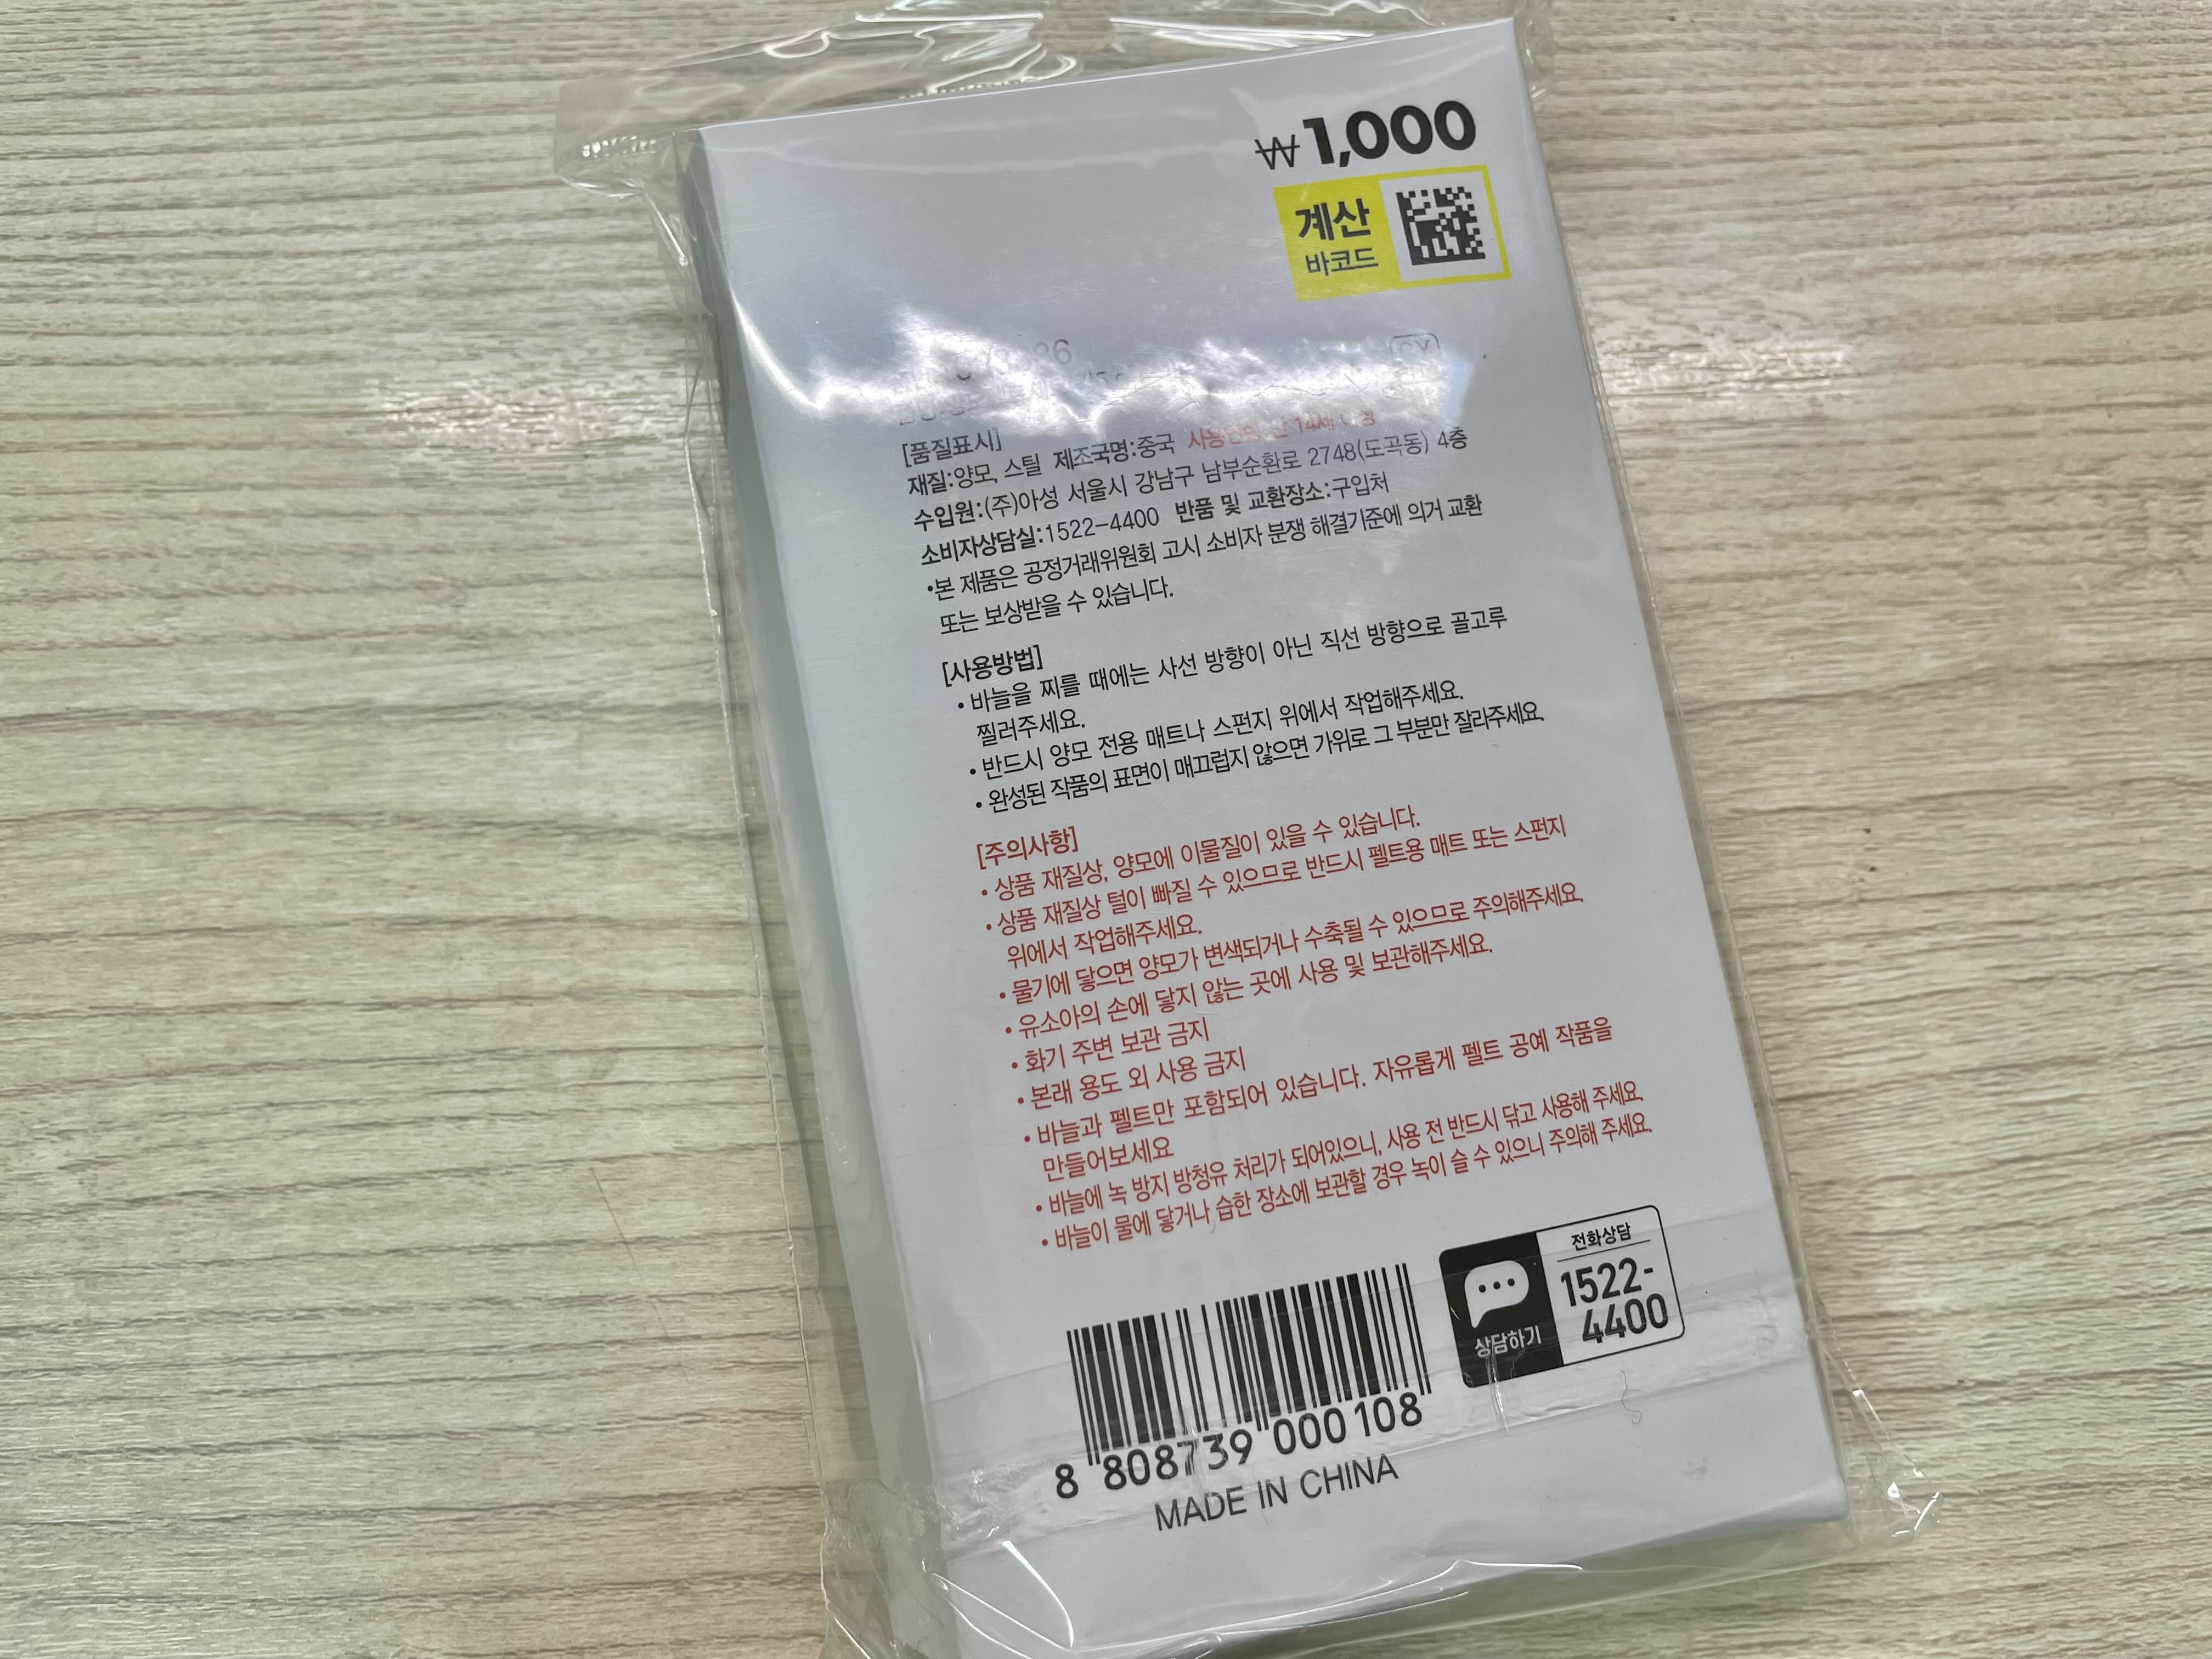 ₩1,000
계산
바코드
[품질표시]
재질:양모, 스틸 제조국명:중국 14세
수입원:(주)아성 서울시 강남구 남부순환로 2748(도곡동) 4층
소비자상담실:1522-4400 반품 및 교환장소:구입처
•본 제품은 공정거래위원회 고시 소비자 분쟁 해결기준에 의거 교환
또는 보상받을 수 있습니다.
[사용방법]
• 바늘을 찌를 때에는 사선 방향이 아닌 직선 방향으로 골고루
찔러주세요.
• 반드시 양모 전용 매트나 스펀지 위에서 작업해주세요.
• 완성된 작품의 표면이 매끄럽지 않으면 가위로 그 부분만 잘라주세요.
[주의사항]
• 상품 재질상, 양모에 이물질이 있을 수 있습니다.
• 상품 재질상 털이 빠질 수 있으므로 반드시 펠트용 매트 또는 스펀지
위에서 작업해주세요.
• 물기에 닿으면 양모가 변색되거나 수축될 수 있으므로 주의해주세요.
• 유소아의 손에 닿지 않는 곳에 사용 및 보관해주세요.
• 화기 주변 보관 금지
• 본래 용도 외 사용 금지
• 바늘과 펠트만 포함되어 있습니다. 자유롭게 펠트 공예 작품을
만들어보세요
• 바늘에 녹 방지 방청유 처리가 되어있으니, 사용 전 반드시 닦고 사용해 주세요.
• 바늘이 물에 닿거나 습한 장소에 보관할 경우 녹이 슬 수 있으니 주의해 주세요.
전화상담
1522-
4400
상담하기
8 808739 000108
MADE IN CHINA